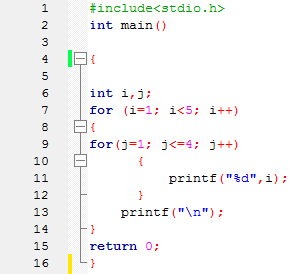 1 #include<stdio.h>
2 int main()
3
4 {
5
6 int i,j;
7 for (i=1; i<5; i++)
8 {
9 for(j=1; j<=4; j++)
10 {
11 printf("%d",i);
12 }
13 printf("\n");
14 }
15 return 0;
16 }